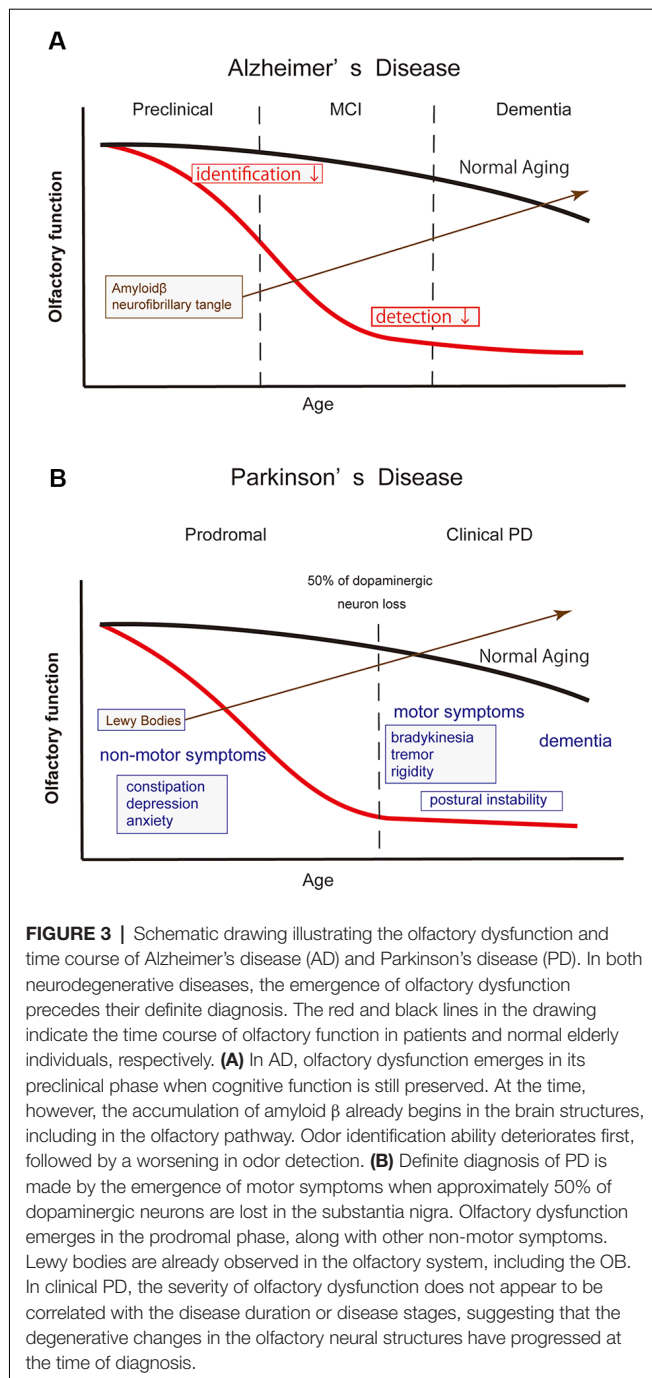 A
Alzheimer’ s Disease
Preclinical MCI Dementia
Normal Aging
identification ↓
Amyloidβ
neurofibrillary tangle
detection ↓
Olfactory function
Age
B
Parkinson’ s Disease
Prodromal Clinical PD
50% of dopaminergic
neuron loss
Normal Aging
Lewy Bodies
motor symptoms
bradykinesia
tremor
rigidity
dementia
non-motor symptoms
constipation
depression
anxiety
postural instability
Olfactory function
Age
FIGURE 3 | Schematic drawing illustrating the olfactory dysfunction and
time course of Alzheimer’s disease (AD) and Parkinson’s disease (PD). In both
neurodegenerative diseases, the emergence of olfactory dysfunction
precedes their definite diagnosis. The red and black lines in the drawing
indicate the time course of olfactory function in patients and normal elderly
individuals, respectively. (A) In AD, olfactory dysfunction emerges in its
preclinical phase when cognitive function is still preserved. At the time,
however, the accumulation of amyloid β already begins in the brain structures,
including in the olfactory pathway. Odor identification ability deteriorates first,
followed by a worsening in odor detection. (B) Definite diagnosis of PD is
made by the emergence of motor symptoms when approximately 50% of
dopaminergic neurons are lost in the substantia nigra. Olfactory dysfunction
emerges in the prodromal phase, along with other non-motor symptoms.
Lewy bodies are already observed in the olfactory system, including the OB.
In clinical PD, the severity of olfactory dysfunction does not appear to be
correlated with the disease duration or disease stages, suggesting that the
degenerative changes in the olfactory neural structures have progressed at
the time of diagnosis.